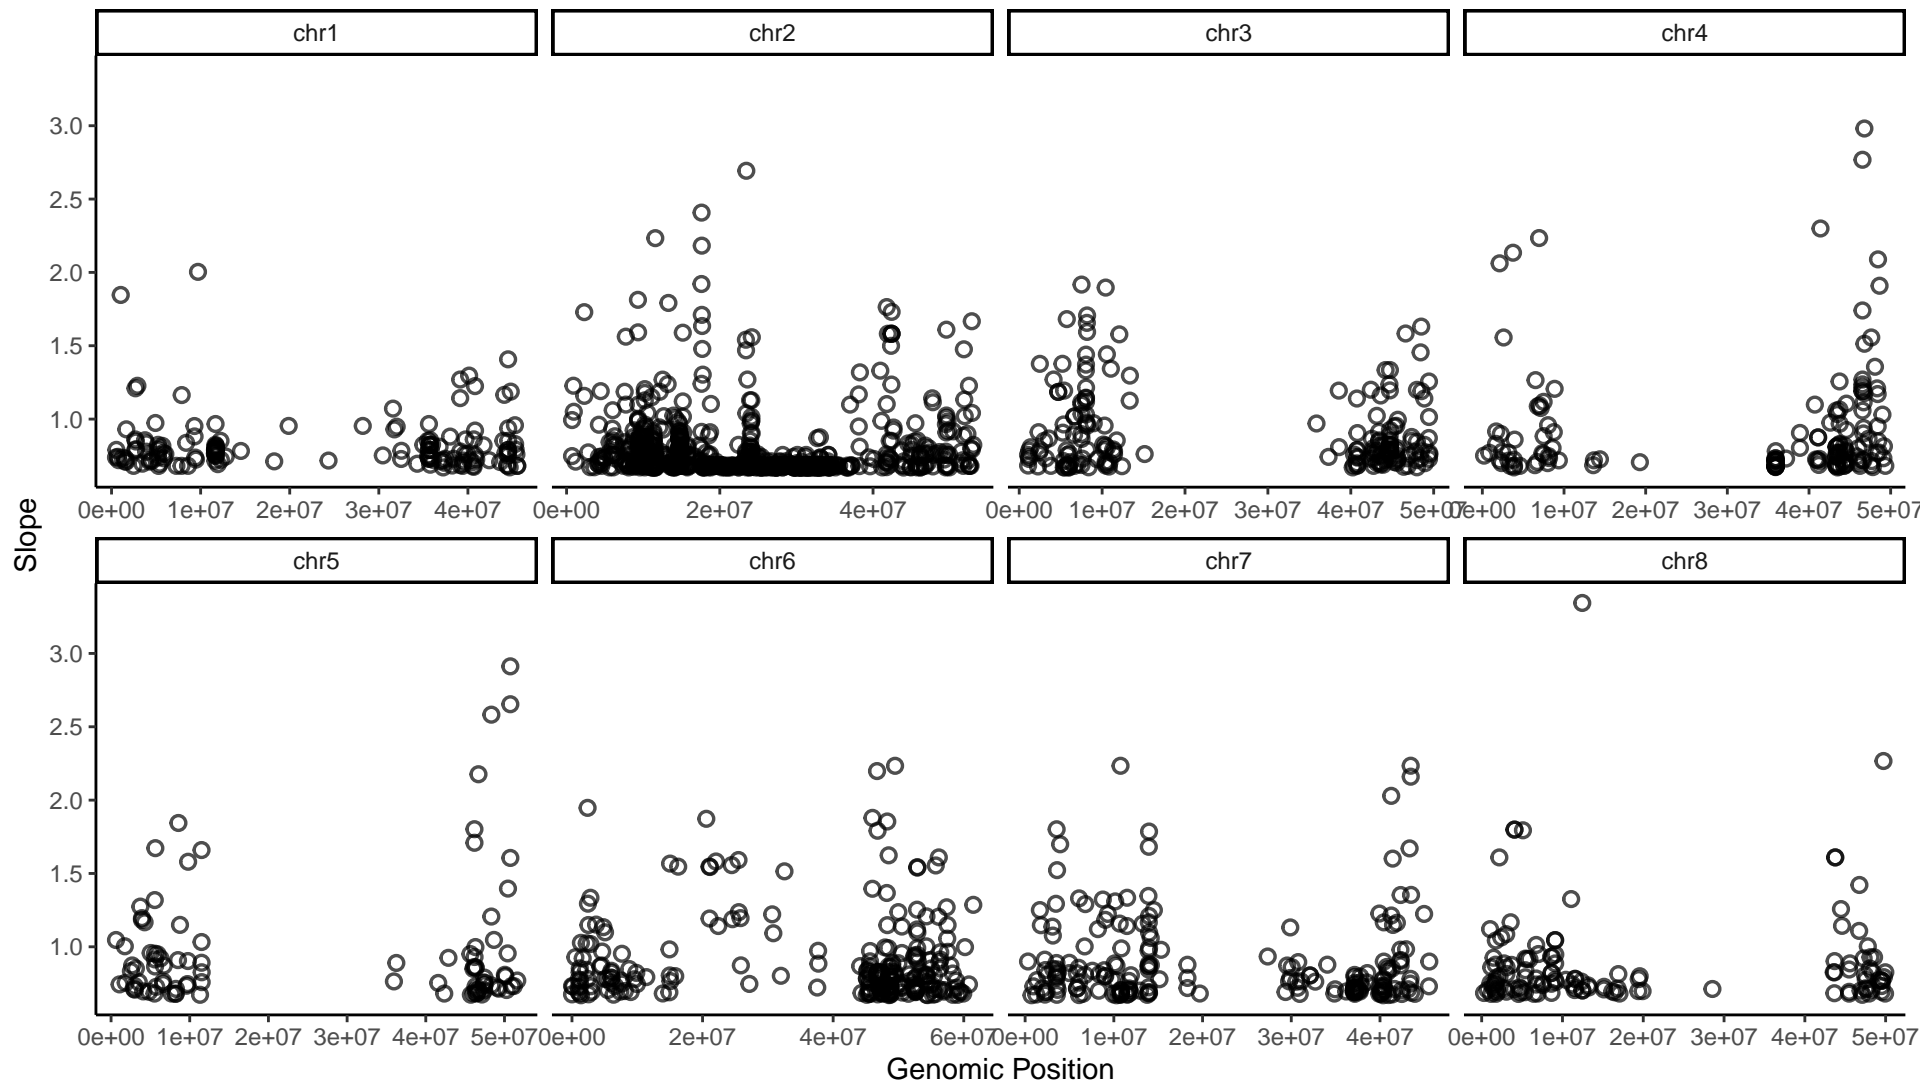 chr1 chr2 chr3 chr4
3.0
2.5
2.0
1.5
1.0
0e+00 1e+07 2e+07 3e+07 4e+07 0e+00 2e+07 4e+07 0e+00 1e+07 2e+07 3e+07 4e+07 5e+07 0e+00 1e+07 2e+07 3e+07 4e+07 5e+07
Slope
chr5 chr6 chr7 chr8
3.0
2.5
2.0
1.5
1.0
0e+00 1e+07 2e+07 3e+07 4e+07 5e+07 0e+00 2e+07 4e+07 6e+07 0e+00 1e+07 2e+07 3e+07 4e+07 0e+00 1e+07 2e+07 3e+07 4e+07 5e+07
Genomic Position